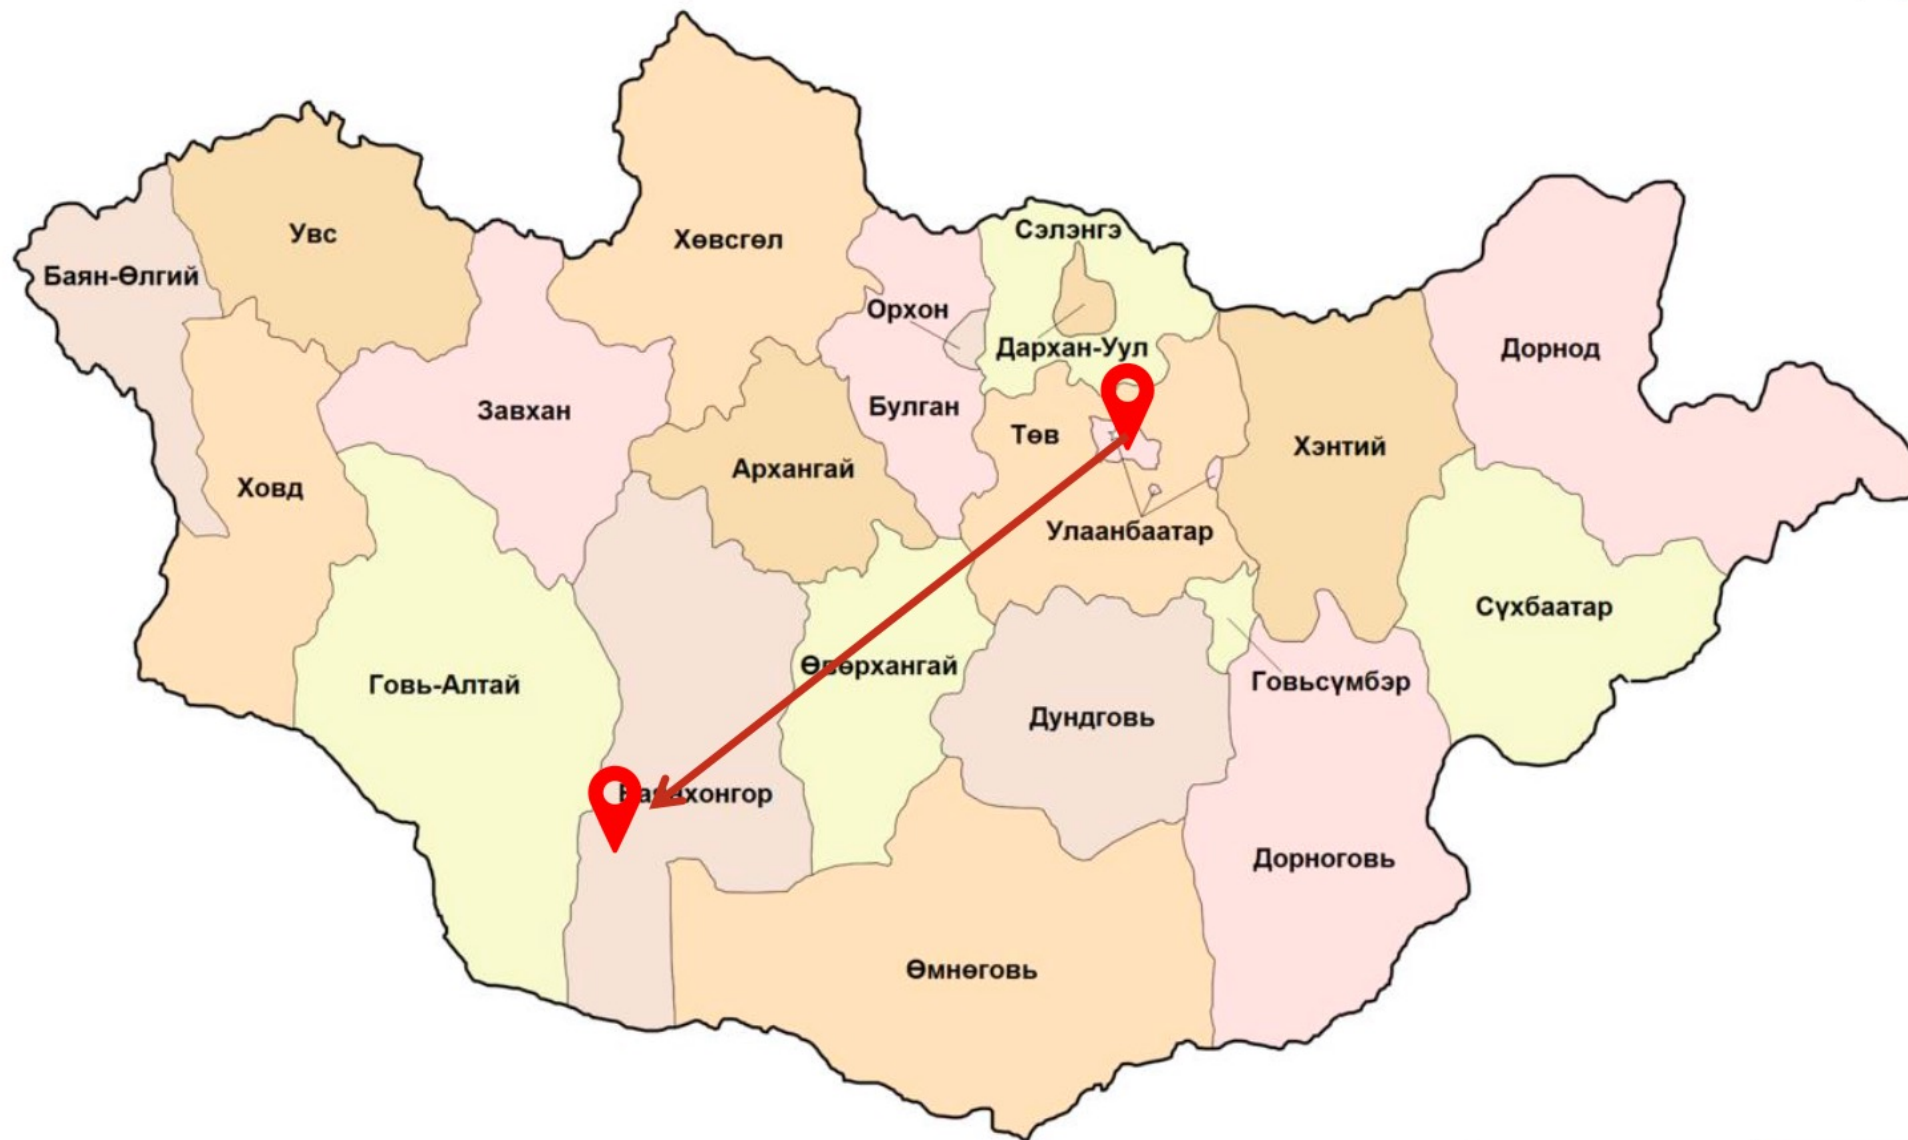 Сэлэнгэ
Увс
Хөвсгөл
Баян-Өлгий
Орхон
Дархан-Уул
Дорнод
Завхан
Булган
Төв
Хэнтий
Архангай
Ховд
Улаанбаатар
Сүхбаатар
Өвөрхангай
Говь-Алтай
Говьсүмбэр
Дундговь
Баянхонгор
Дорноговь
Өмнөговь